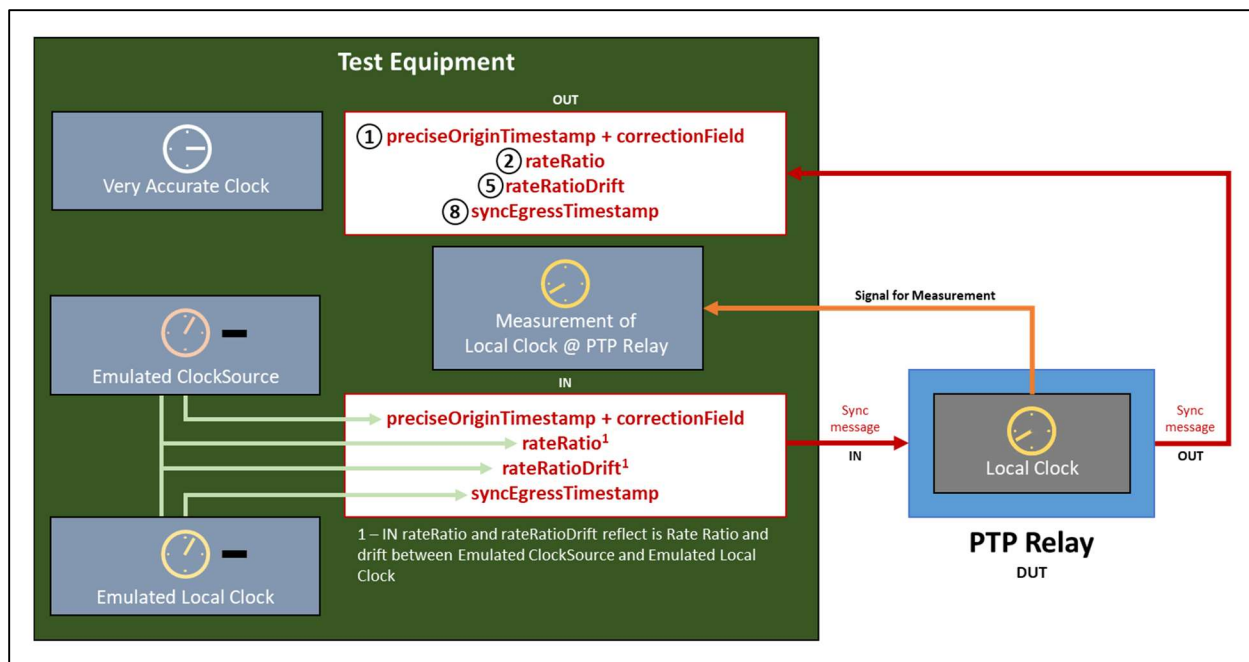 Test Equipment
OUT
① preciseOriginTimestamp + correctionField
② rateRatio
⑤ rateRatioDrift
⑧ syncEgressTimestamp
Very Accurate Clock
Measurement of
Local Clock @ PTP Relay
Signal for Measurement
Emulated ClockSource
IN
preciseOriginTimestamp + correctionField
rateRatio¹
rateRatioDrift¹
syncEgressTimestamp
Sync
message
IN
Local Clock
Sync
message
OUT
1 – IN rateRatio and rateRatioDrift reflect is Rate Ratio and
drift between Emulated ClockSource and Emulated Local
Clock
Emulated Local Clock
PTP Relay
DUT